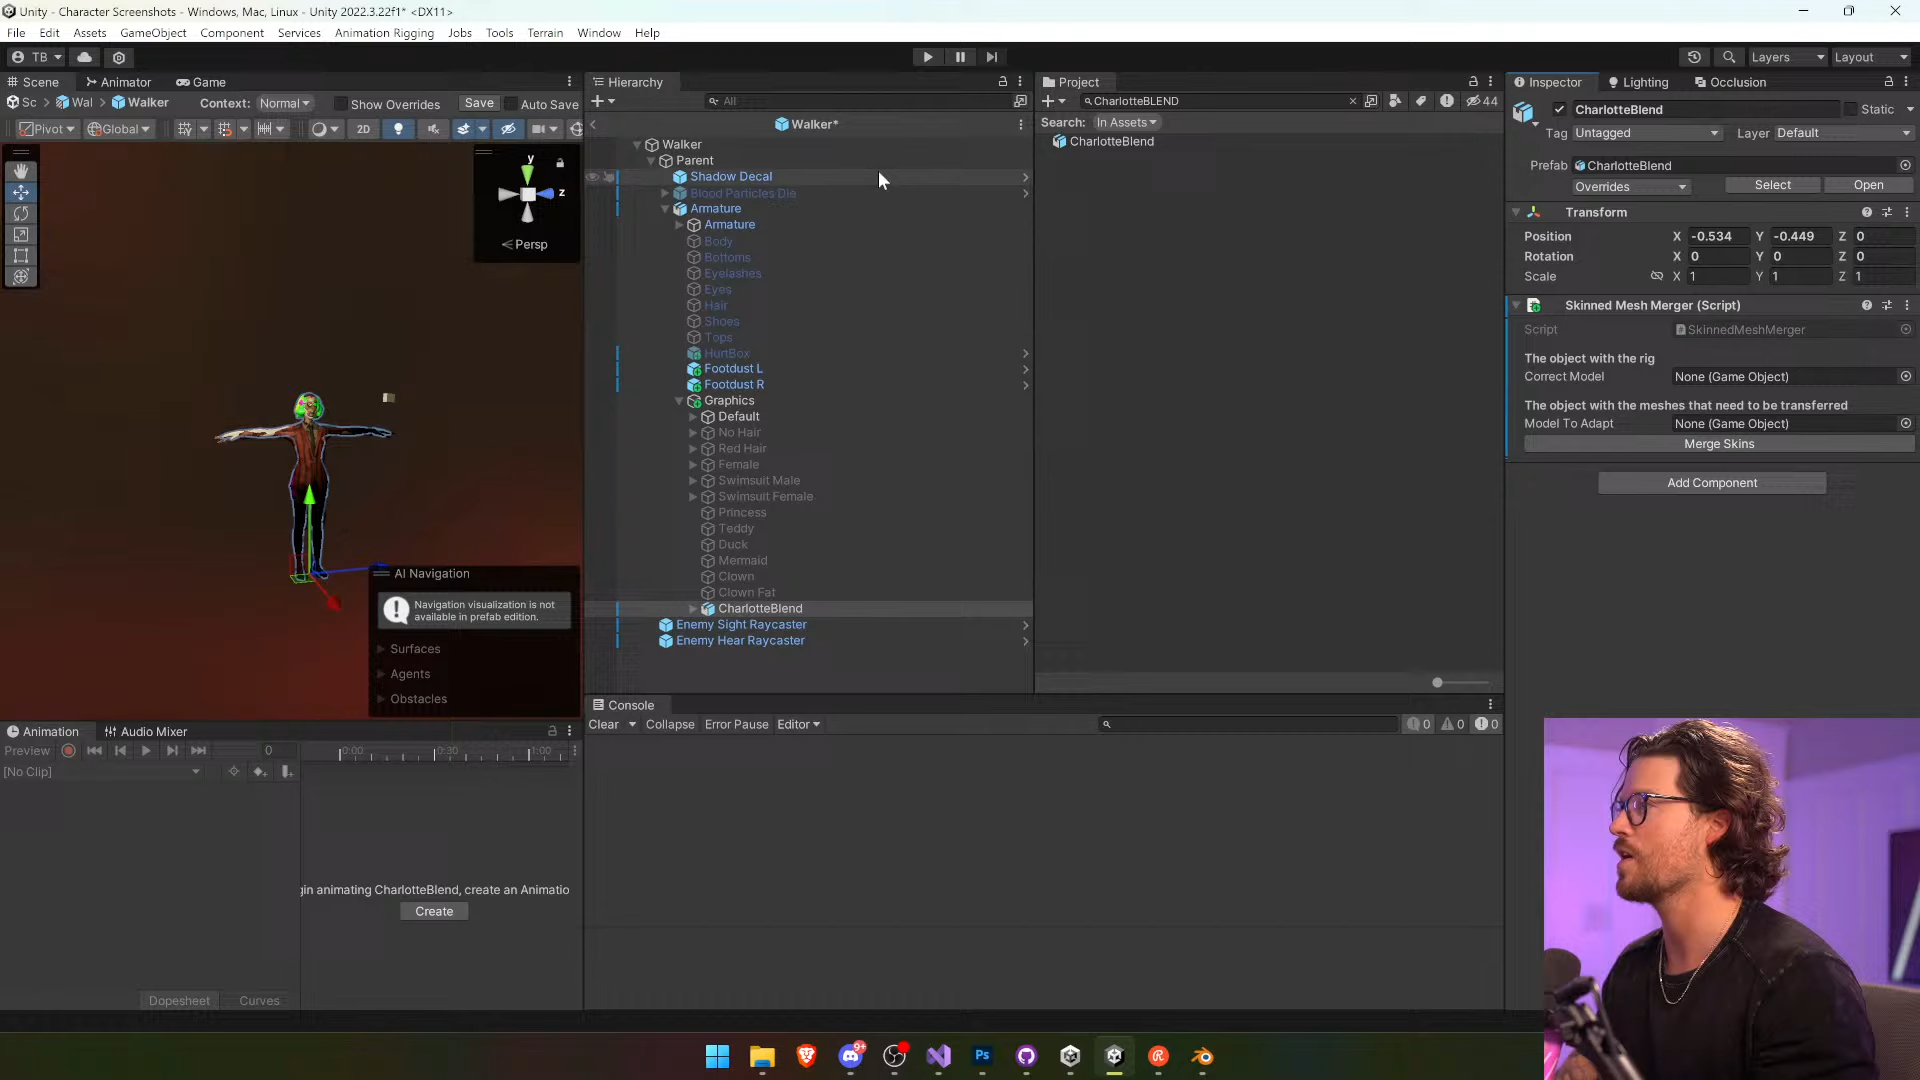 Unity - Character Screenshots - Windows, Mac, Linux - Unity 2022.3.22f1* <DX11>
File Edit Assets GameObject Component Services Animation Rigging Jobs Tools Terrain Window Help
TB Layers Layout
Scene Animator Game
Sc Wal Walker Context: Normal Show Overrides Save Auto Save
Pivot Global 2D
y
z
Persp
AI Navigation
Navigation visualization is not
available in prefab edition.
Surfaces
Agents
Obstacles
Hierarchy
All
Walker*
Walker
Parent
Shadow Decal
Blood Particles Die
Armature
Armature
Body
Bottoms
Eyelashes
Eyes
Hair
Shoes
Tops
HurtBox
Footdust L
Footdust R
Graphics
Default
No Hair
Red Hair
Female
Swimsuit Male
Swimsuit Female
Princess
Teddy
Duck
Mermaid
Clown
Clown Fat
CharlotteBlend
Enemy Sight Raycaster
Enemy Hear Raycaster
Project
CharlotteBLEND 44
Search: In Assets
CharlotteBlend
Inspector Lighting Occlusion
CharlotteBlend Static
Tag Untagged Layer Default
Prefab CharlotteBlend
Overrides Select Open
Transform
Position X -0.534 Y -0.449 Z 0
Rotation X 0 Y 0 Z 0
Scale X 1 Y 1 Z 1
Skinned Mesh Merger (Script)
Script SkinnedMeshMerger
The object with the rig
Correct Model None (Game Object)
The object with the meshes that need to be transferred
Model To Adapt None (Game Object)
Merge Skins
Add Component
Console
Clear Collapse Error Pause Editor 0 0 0
Animation Audio Mixer
Preview 0 0:00 0:30 1:00
[No Clip]
gin animating CharlotteBlend, create an Animatio
Create
Dopesheet Curves
9+
Ps